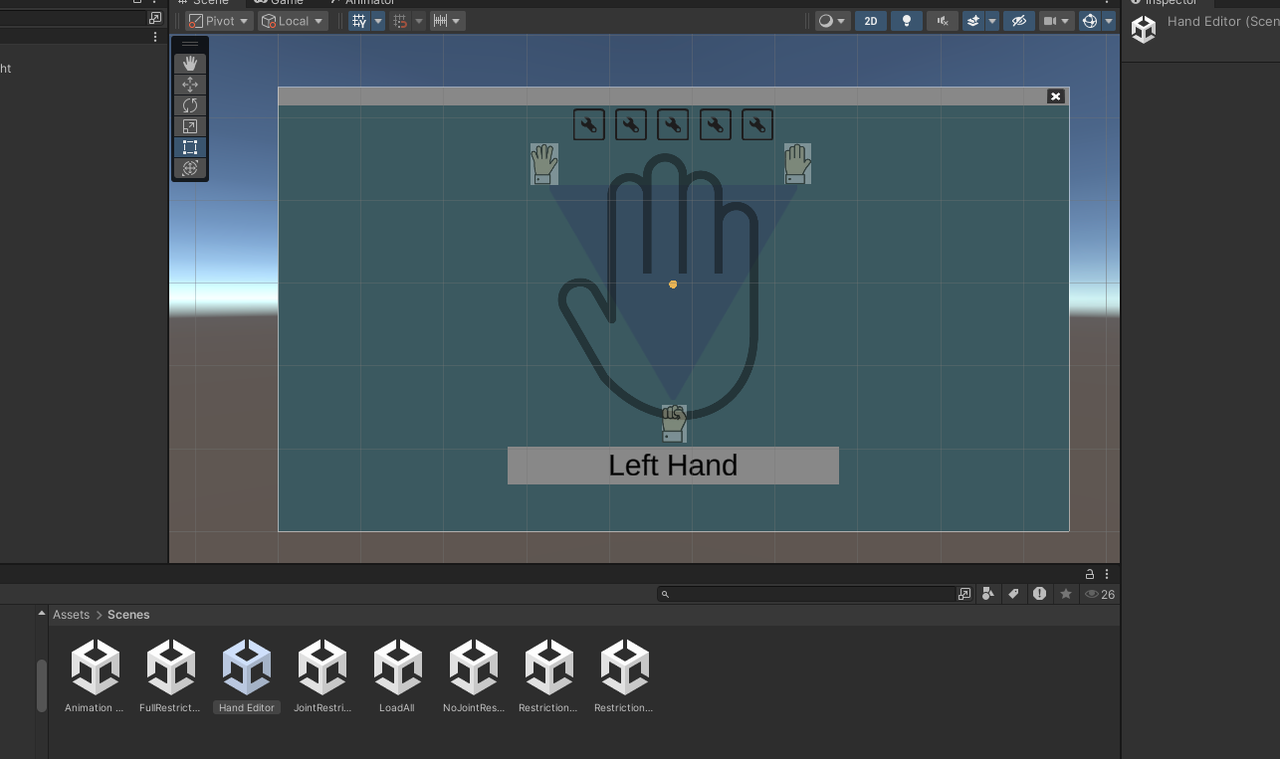 Scene
Game
Animator
Inspector
Pivot
Local
2D
Hand Editor (Scen
ht
Left Hand
26
Assets > Scenes
Animation ...
FullRestrict...
Hand Editor
JointRestri...
LoadAll
NoJointRes...
Restriction...
Restriction...